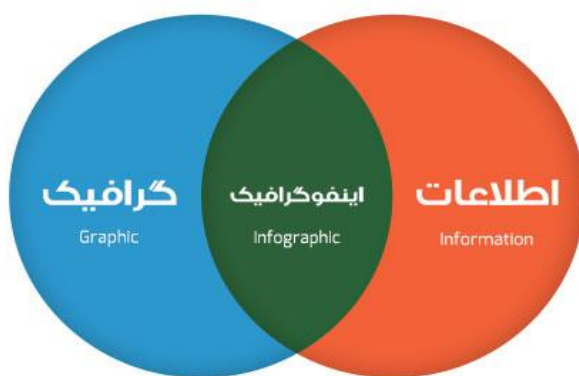 گرافیک
Graphic
اینفوگرافیک
Infographic
اطلاعات
Information